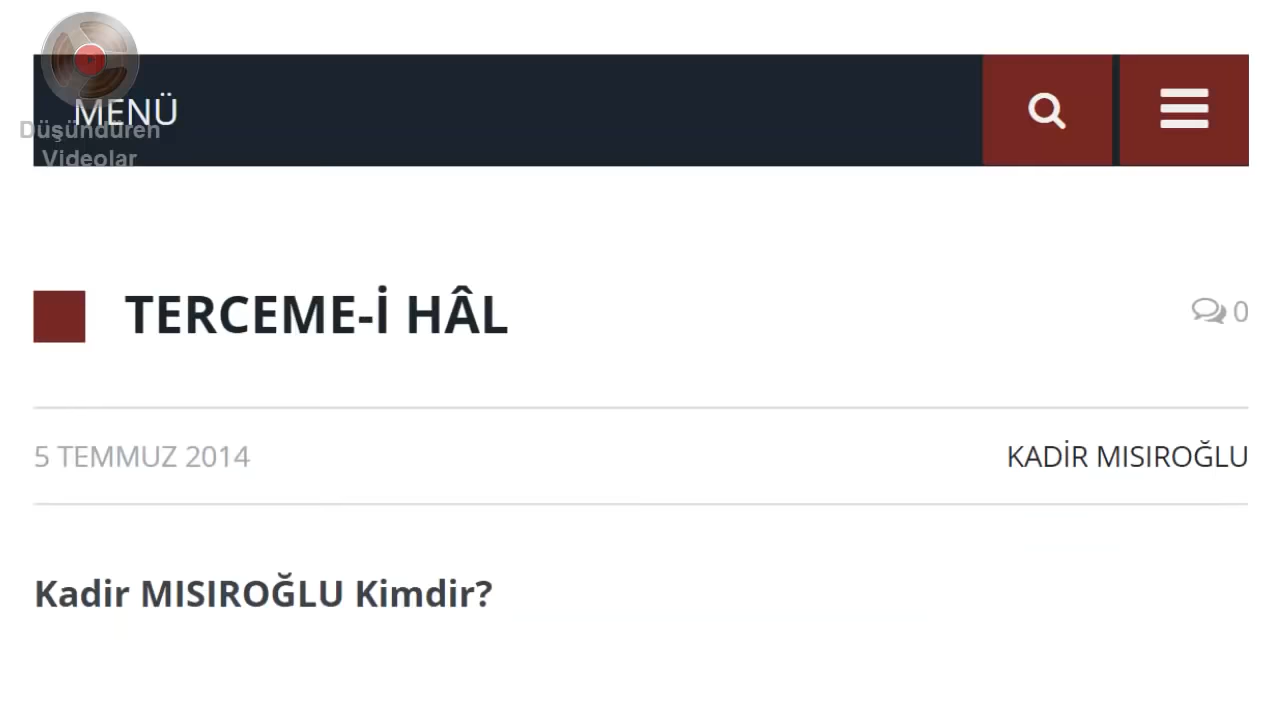 MENÜ
Düşündüren
Videolar
TERCEME-İ HÂL
0
5 TEMMUZ 2014
KADİR MISIROĞLU
Kadir MISIROĞLU Kimdir?